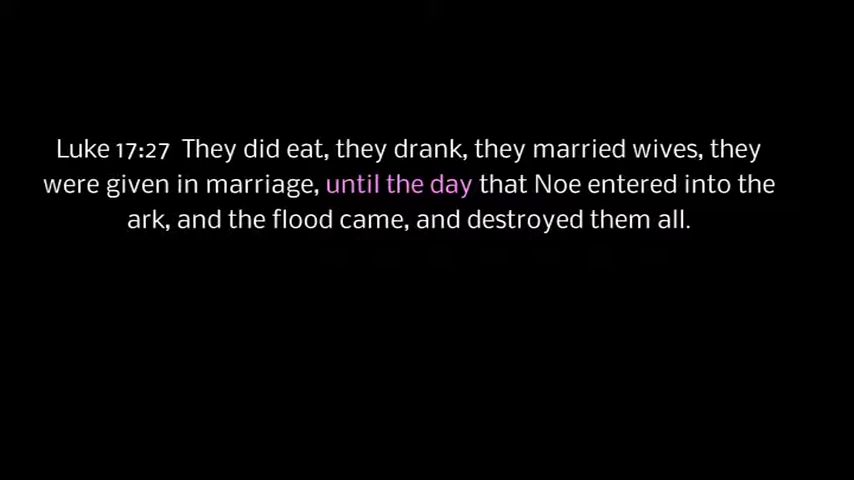 Luke 17:27  They did eat, they drank, they married wives, they
were given in marriage, until the day that Noe entered into the
ark, and the flood came, and destroyed them all.